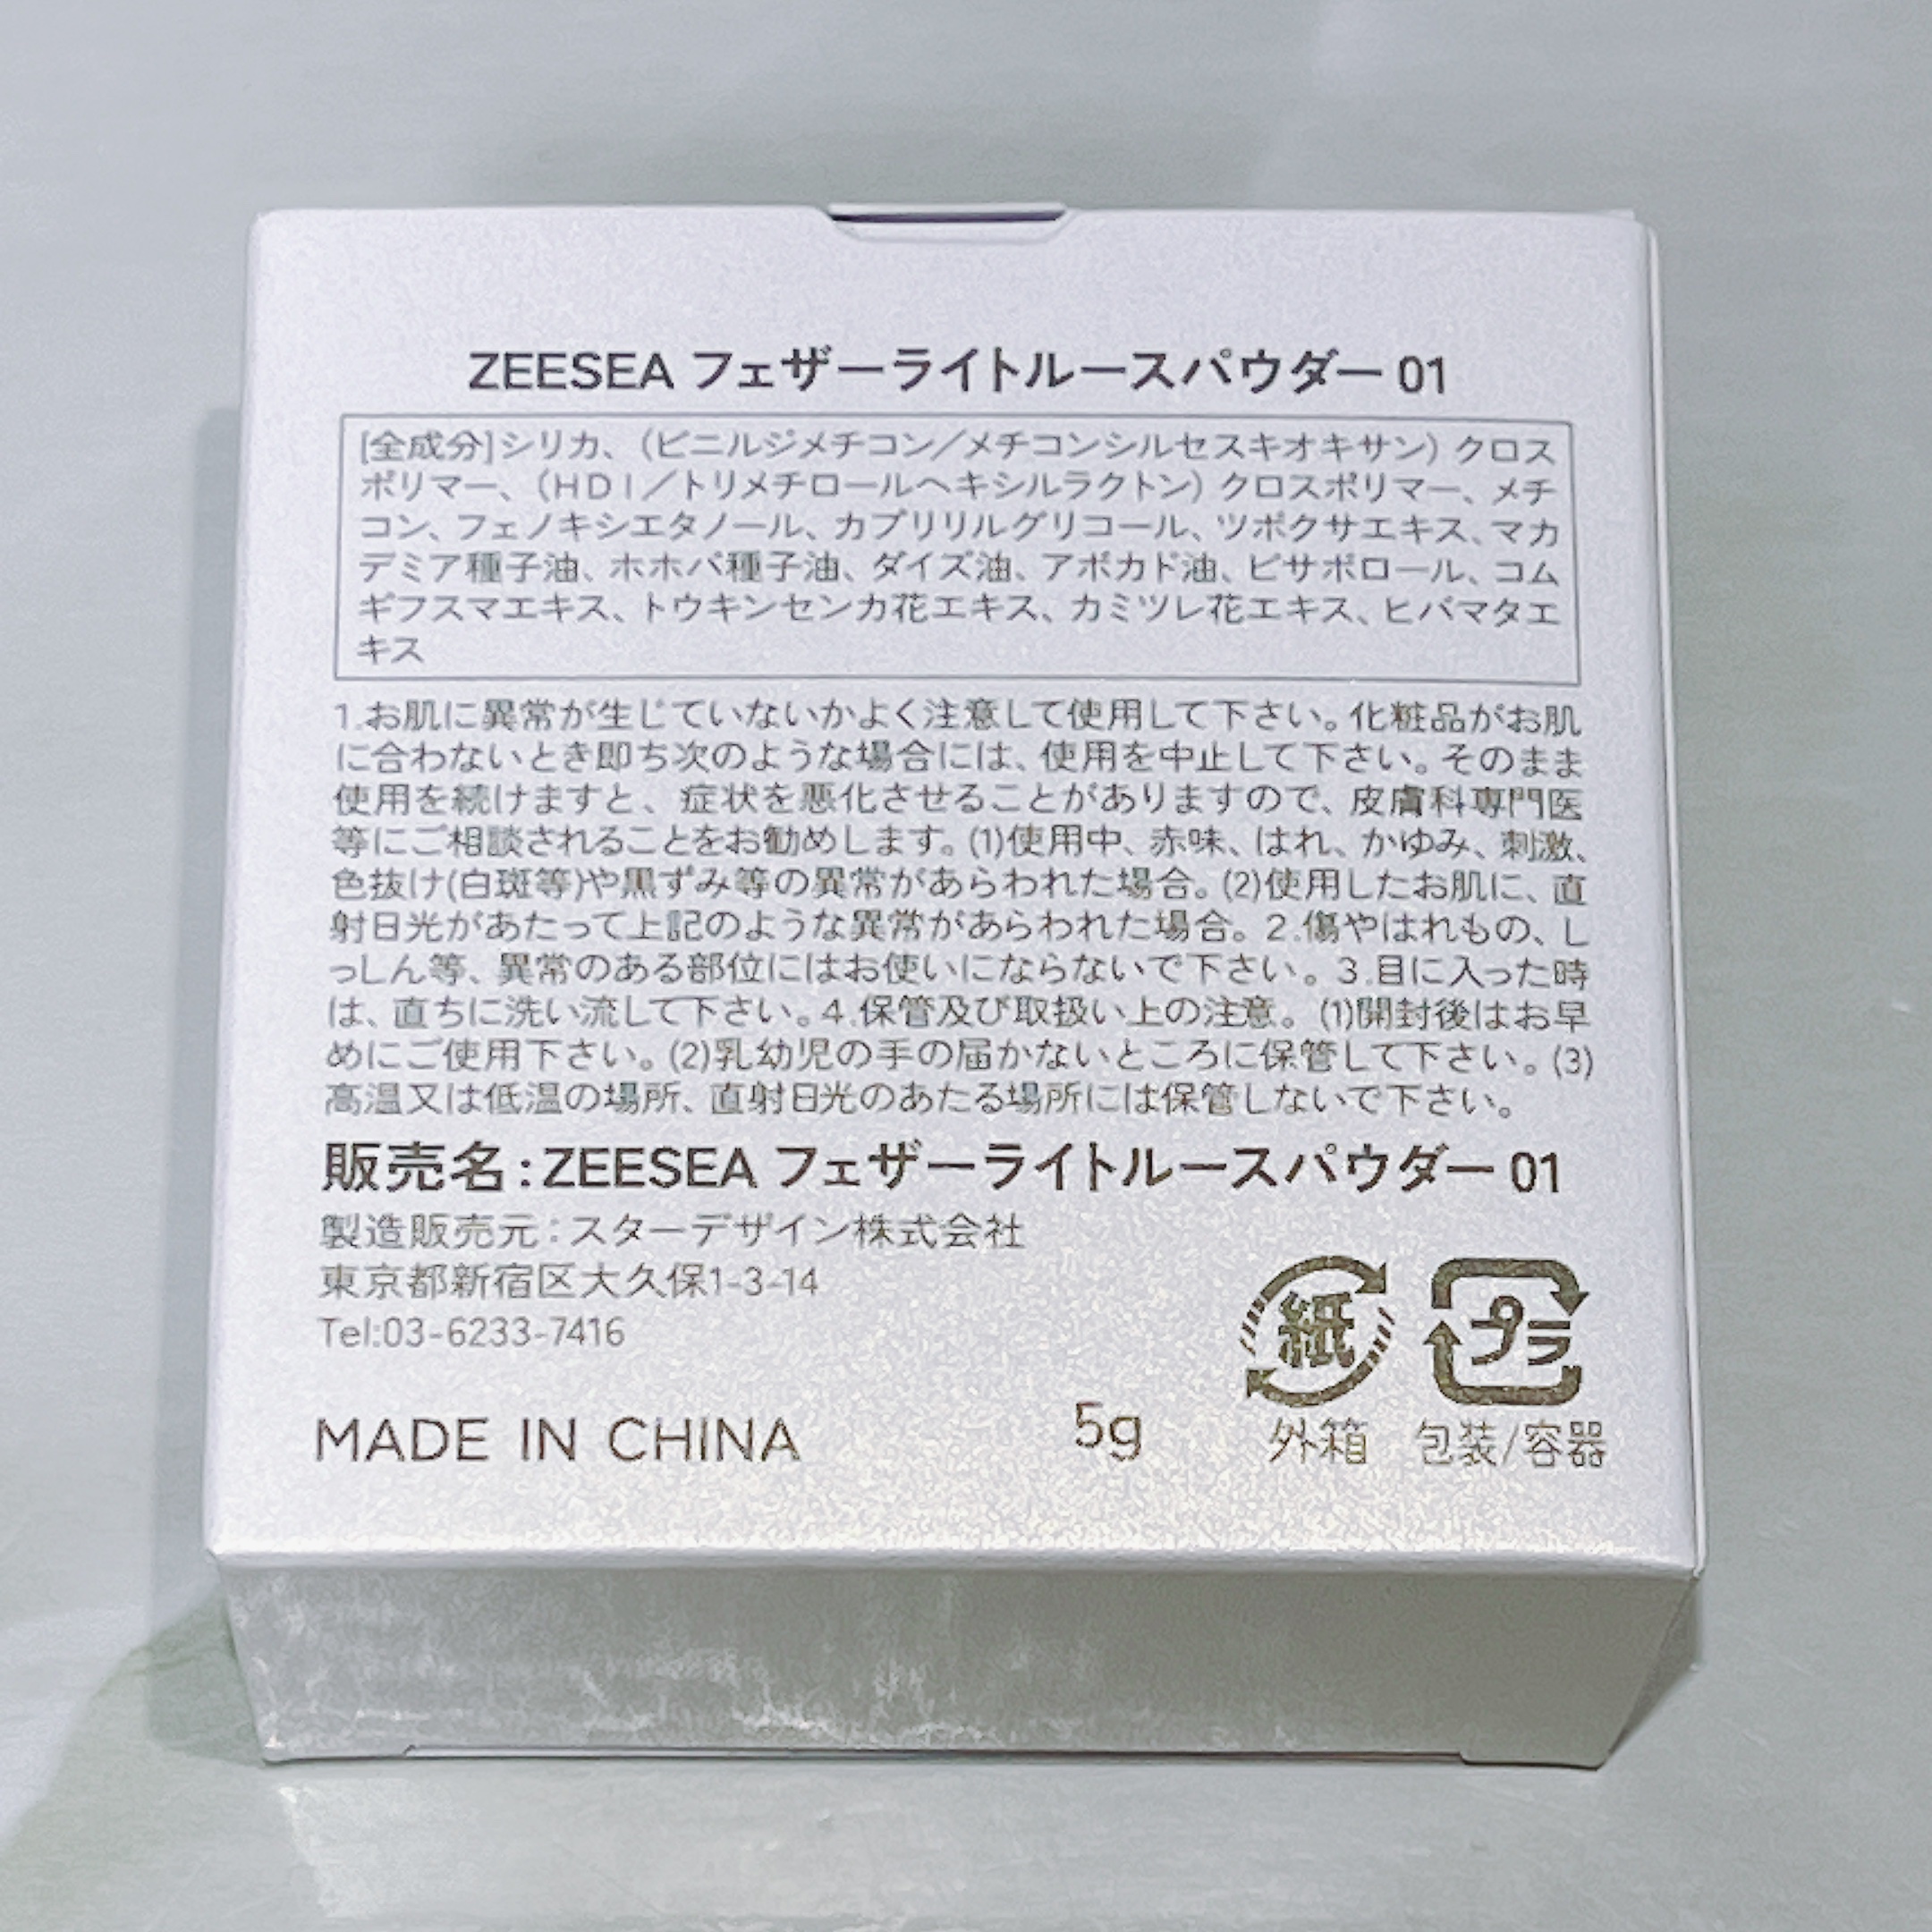 ZEESEA フェザーライトルースパウダー 01
[全成分]シリカ、（ビニルジメチコン／メチコンシルセスキオキサン）クロス
ポリマー、（ＨＤＩ／トリメチロールヘキシルラクトン）クロスポリマー、メチ
コン、フェノキシエタノール、カプリリルグリコール、ツボクサエキス、マカ
デミア種子油、ホホバ種子油、ダイズ油、アボカド油、ビサボロール、コム
ギフスマエキス、トウキンセンカ花エキス、カミツレ花エキス、ヒバマタエ
キス
1.お肌に異常が生じていないかよく注意して使用して下さい。化粧品がお肌
に合わないとき即ち次のような場合には、使用を中止して下さい。そのまま
使用を続けますと、症状を悪化させることがありますので、皮膚科専門医
等にご相談されることをお勧めします。(1)使用中、赤味、はれ、かゆみ、刺激、
色抜け(白斑等)や黒ずみ等の異常があらわれた場合。(2)使用したお肌に、直
射日光があたって上記のような異常があらわれた場合。2.傷やはれもの、し
っしん等、異常のある部位にはお使いにならないで下さい。3.目に入った時
は、直ちに洗い流して下さい。4.保管及び取扱い上の注意。(1)開封後はお早
めにご使用下さい。(2)乳幼児の手の届かないところに保管して下さい。(3)
高温又は低温の場所、直射日光のあたる場所には保管しないで下さい。
販売名:ZEESEA フェザーライトルースパウダー 01
製造販売元：スターデザイン株式会社
東京都新宿区大久保1-3-14
Tel:03-6233-7416
紙 プラ
MADE IN CHINA 5g 外箱 包装/容器